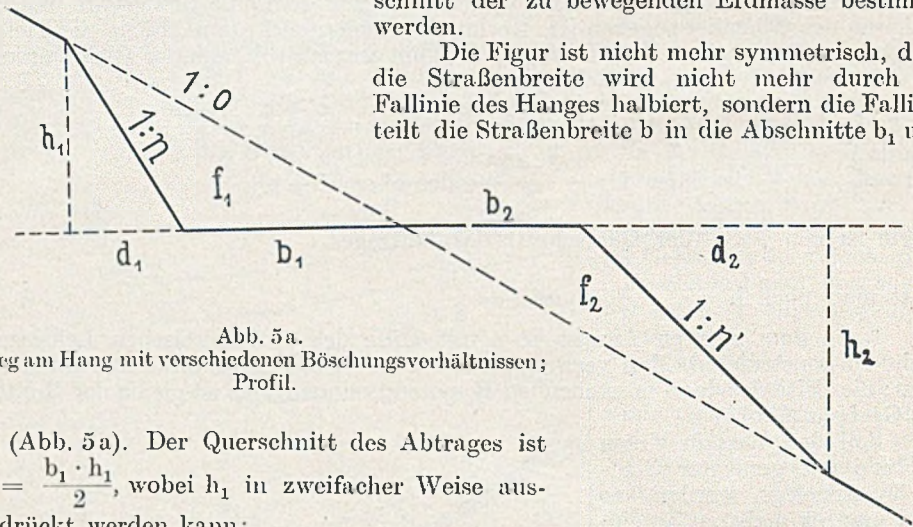 schnitt der zu bewegenden Erdmasse
werden.
Die Figur ist nicht mehr symmetrisch,
die Straßenbreite wird nicht mehr durch
Fallinie des Hanges halbiert, sondern die
teilt die Straßenbreite b in die Abschnitte b₁
1:0
h₁
1:n
f₁
b₂
d₁
b₁
d₂
f₂
1:n'
h₂
Abb. 5a.
am Hang mit verschiedenen Böschungsverhältnissen;
Profil.
(Abb. 5a). Der Querschnitt des Abtrages ist
= b₁ · h₁ / 2, wobei h₁ in zweifacher Weise aus-
drückt werden kann: